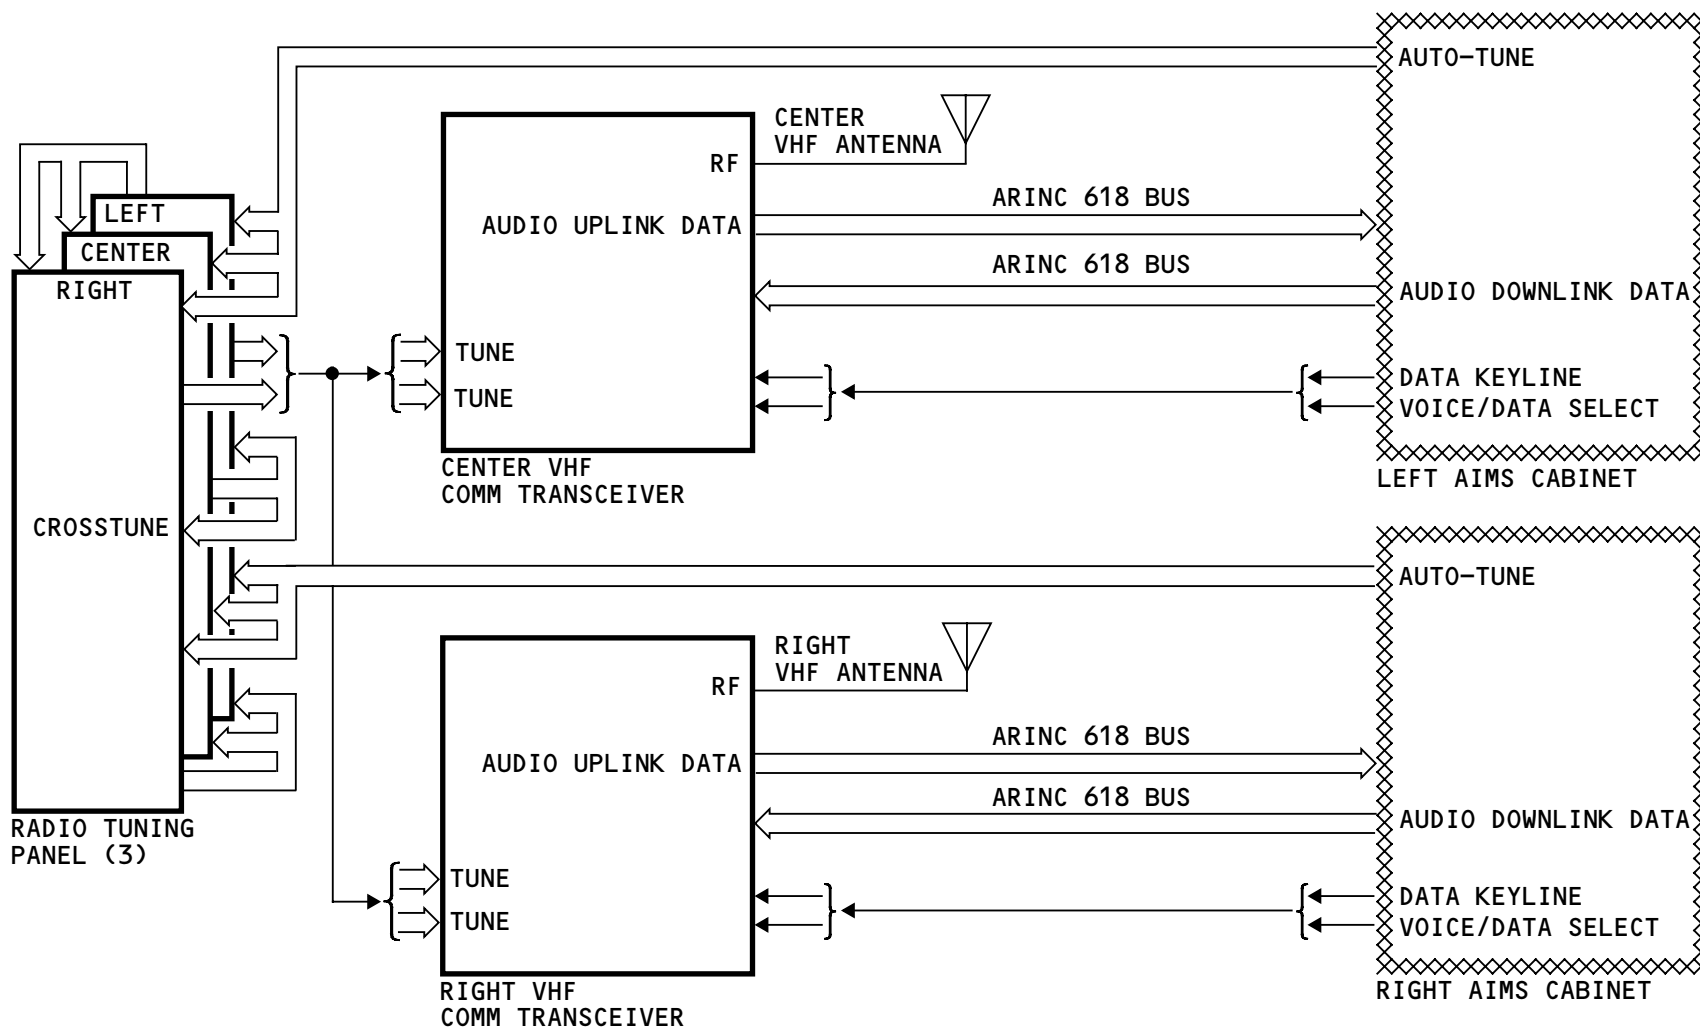 AUTO-TUNE
CENTER
VHF ANTENNA
RF
ARINC 618 BUS
AUDIO UPLINK DATA
ARINC 618 BUS
AUDIO DOWNLINK DATA
LEFT
CENTER
RIGHT
TUNE
TUNE
DATA KEYLINE
VOICE/DATA SELECT
CENTER VHF
COMM TRANSCEIVER
LEFT AIMS CABINET
CROSSTUNE
AUTO-TUNE
RIGHT
VHF ANTENNA
RF
ARINC 618 BUS
AUDIO UPLINK DATA
ARINC 618 BUS
AUDIO DOWNLINK DATA
RADIO TUNING
PANEL (3)
TUNE
TUNE
DATA KEYLINE
VOICE/DATA SELECT
RIGHT VHF
COMM TRANSCEIVER
RIGHT AIMS CABINET